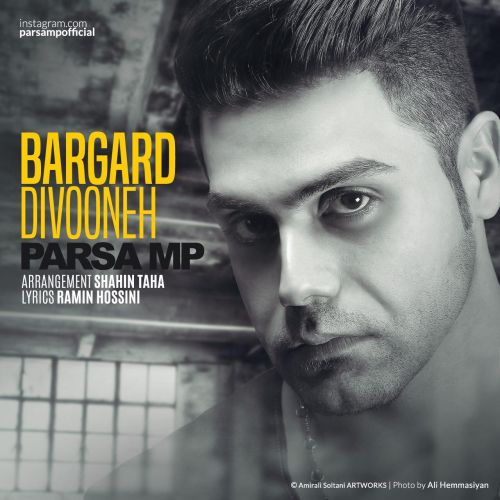 instagram.com
parsampofficial
BARGARD
DIVOONEH
PARSA MP
ARRANGEMENT SHAHIN TAHA
LYRICS RAMIN HOSSINI
© Amirali Soltani ARTWORKS | Photo by Ali Hemmasiyan